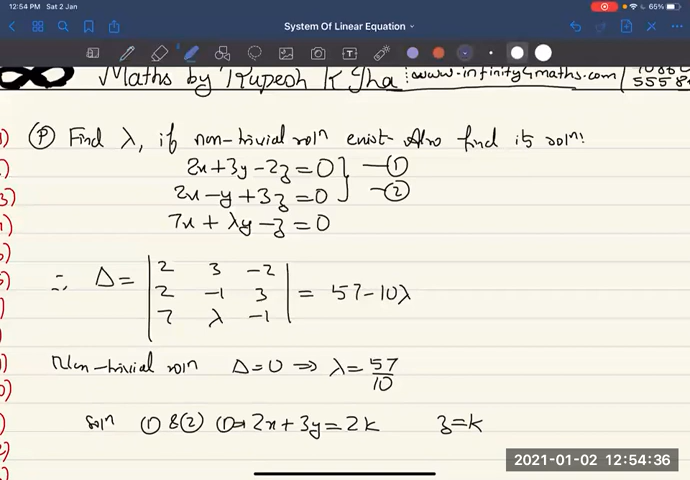 12:54 PM Sat 2 Jan 65%
System Of Linear Equation
Maths by Rupesh K Jha www.infinity4maths.com
5558
(P) Find λ, if non-trivial soln exist. Also find its soln:
2x+3y-2z=0 } —(1)
2x-y+3z=0 } —(2)
7x+λy-z=0
∴ Δ= | 2 3 -2 |
| 2 -1 3 | = 57-10λ
| 7 λ -1 |
Non-trivial soln Δ=0 ⇒ λ=57/10
soln (1) & (2) (1)⇒ 2x+3y=2k z=k
2021-01-02 12:54:36